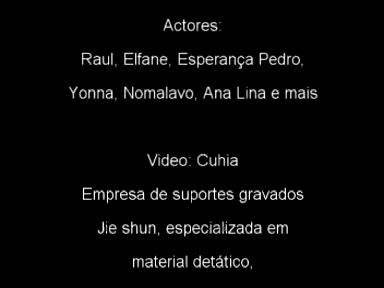 Actores:
Raul, Elfane, Esperança Pedro,
Yonna, Nomalavo, Ana Lina e mais
Video: Cuhia
Empresa de suportes gravados
Jie shun, especializada em
material detático,